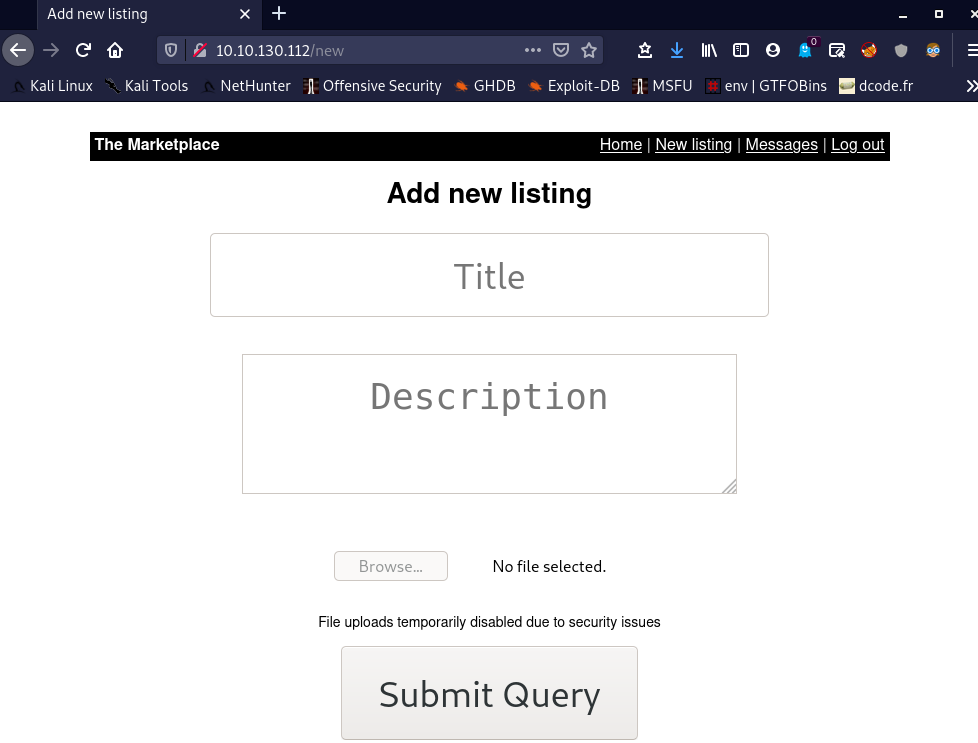 Add new listing
10.10.130.112/new
0
Kali Linux Kali Tools NetHunter Offensive Security GHDB Exploit-DB MSFU env | GTFOBins dcode.fr
The Marketplace Home | New listing | Messages | Log out
Add new listing
Title
Description
Browse... No file selected.
File uploads temporarily disabled due to security issues
Submit Query